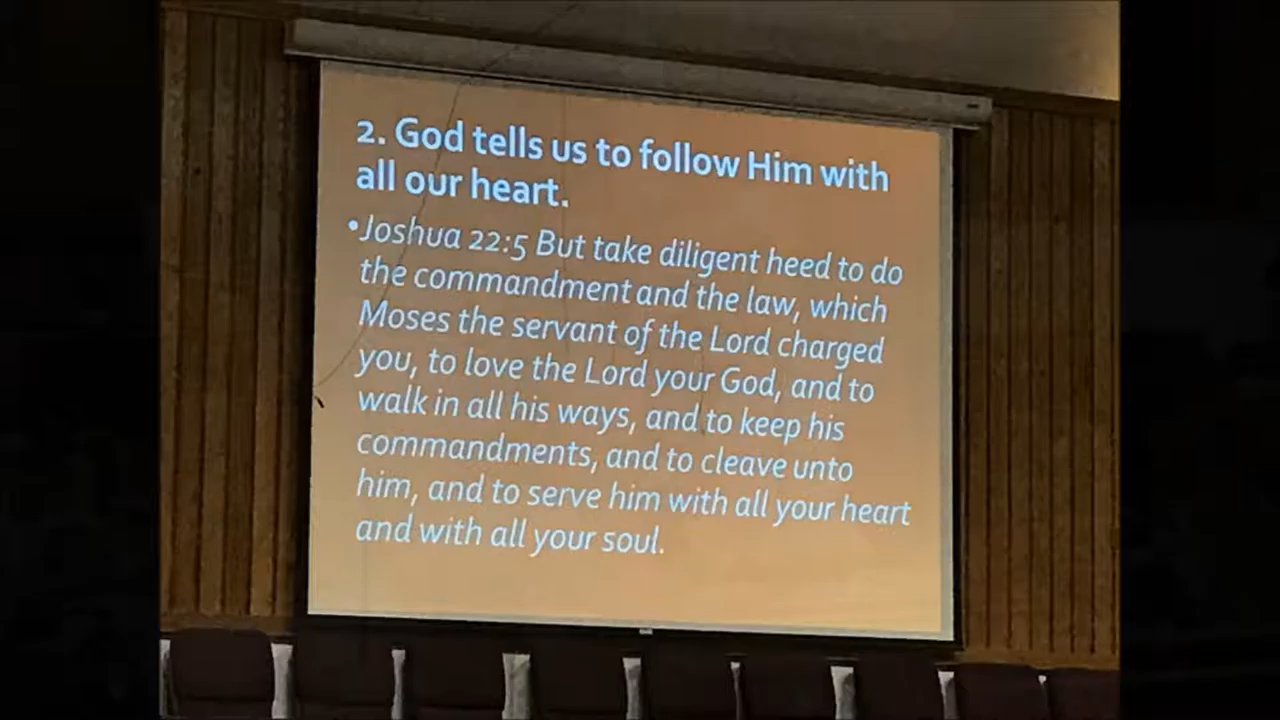 2. God tells us to follow Him with
all our heart.
•Joshua 22:5 But take diligent heed to do
the commandment and the law, which
Moses the servant of the Lord charged
you, to love the Lord your God, and to
walk in all his ways, and to keep his
commandments, and to cleave unto
him, and to serve him with all your heart
and with all your soul.